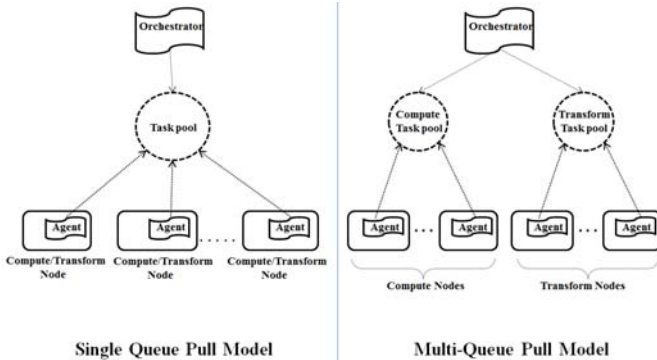 Orchestrator
Task pool
Agent
Agent
Agent
Compute/Transform
Node
Compute/Transform
Node
Compute/Transform
Node
Single Queue Pull Model
Orchestrator
Compute
Task pool
Transform
Task pool
Agent
Agent
Agent
Agent
Compute Nodes
Transform Nodes
Multi-Queue Pull Model